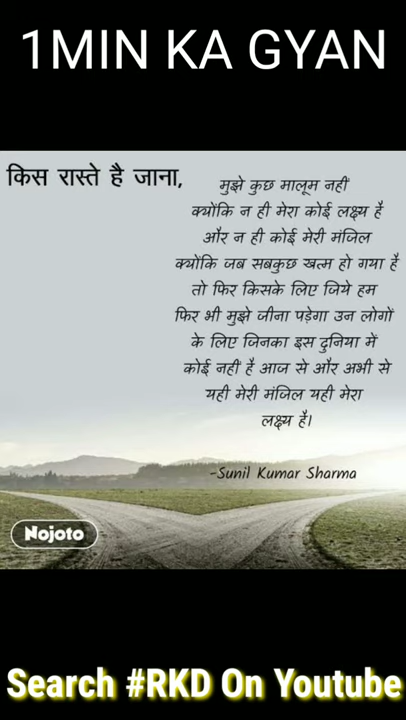 1MIN KA GYAN
किस रास्ते है जाना,
मुझे कुछ मालूम नहीं
क्योंकि न ही मेरा कोई लक्ष्य है
और न ही कोई मेरी मंजिल
क्योंकि जब सबकुछ खत्म हो गया है
तो फिर किसके लिए जिये हम
फिर भी मुझे जीना पड़ेगा उन लोगों
के लिए जिनका इस दुनिया में
कोई नहीं है आज से और अभी से
यही मेरी मंजिल यही मेरा
लक्ष्य है।
-Sunil Kumar Sharma
Nojoto
Search #RKD On Youtube